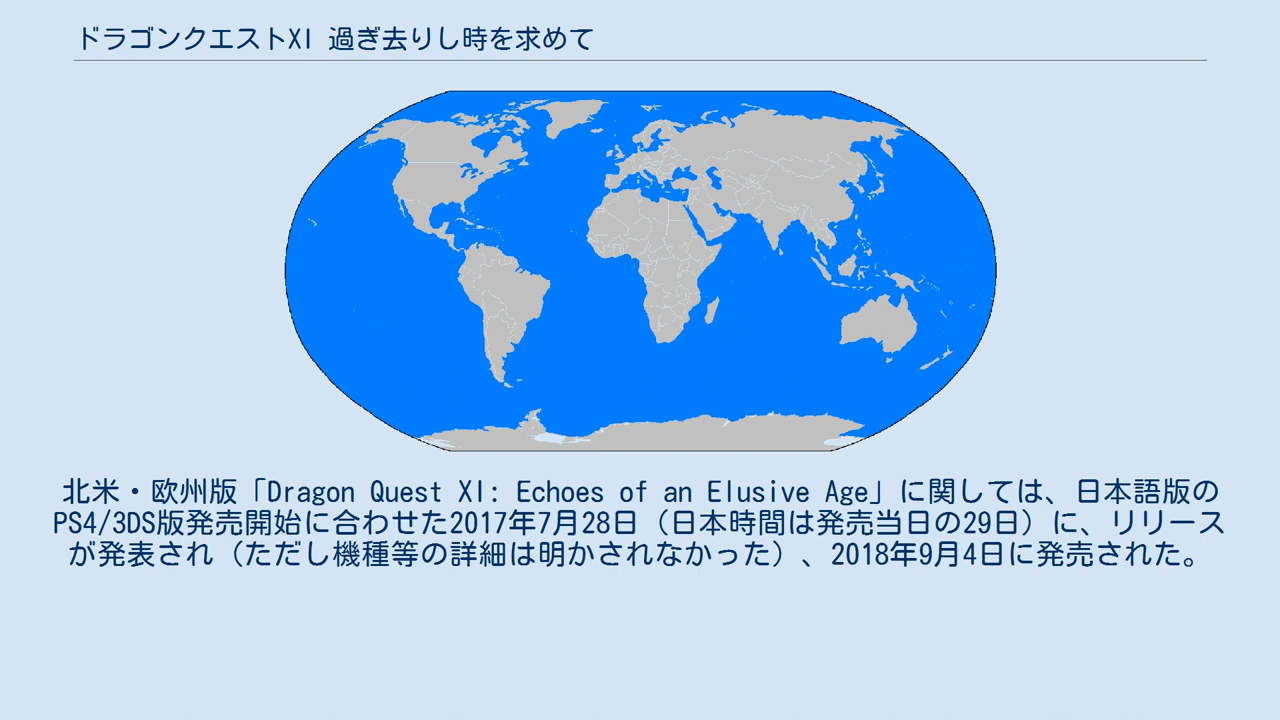 ドラゴンクエストXI 過ぎ去りし時を求めて
北米・欧州版「Dragon Quest XI: Echoes of an Elusive Age」に関しては、日本語版の
PS4/3DS版発売開始に合わせた2017年7月28日（日本時間は発売当日の29日）に、リリース
が発表され（ただし機種等の詳細は明かされなかった）、2018年9月4日に発売された。